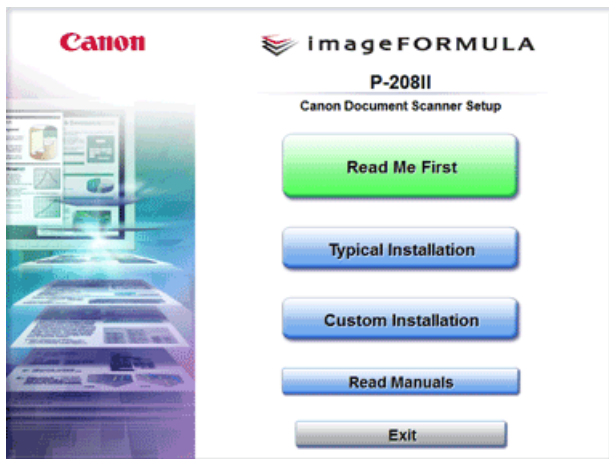 Canon
imageFORMULA
P-208II
Canon Document Scanner Setup
Read Me First
Typical Installation
Custom Installation
Read Manuals
Exit